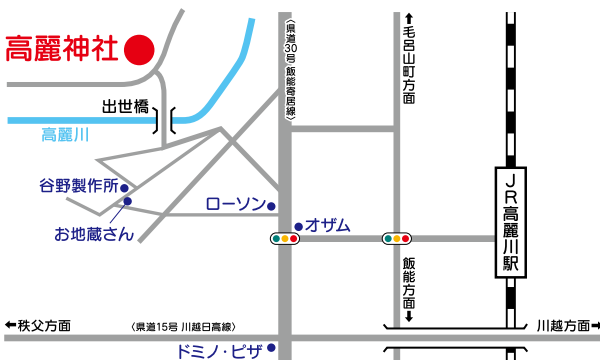 高麗神社
出世橋
高麗川
谷野製作所
お地蔵さん
ローソン
オザム
〈県道30号 飯能寄居線〉
毛呂山町方面
JR高麗川駅
飯能方面
秩父方面
〈県道15号 川越日高線〉
川越方面
ドミノ・ピザ